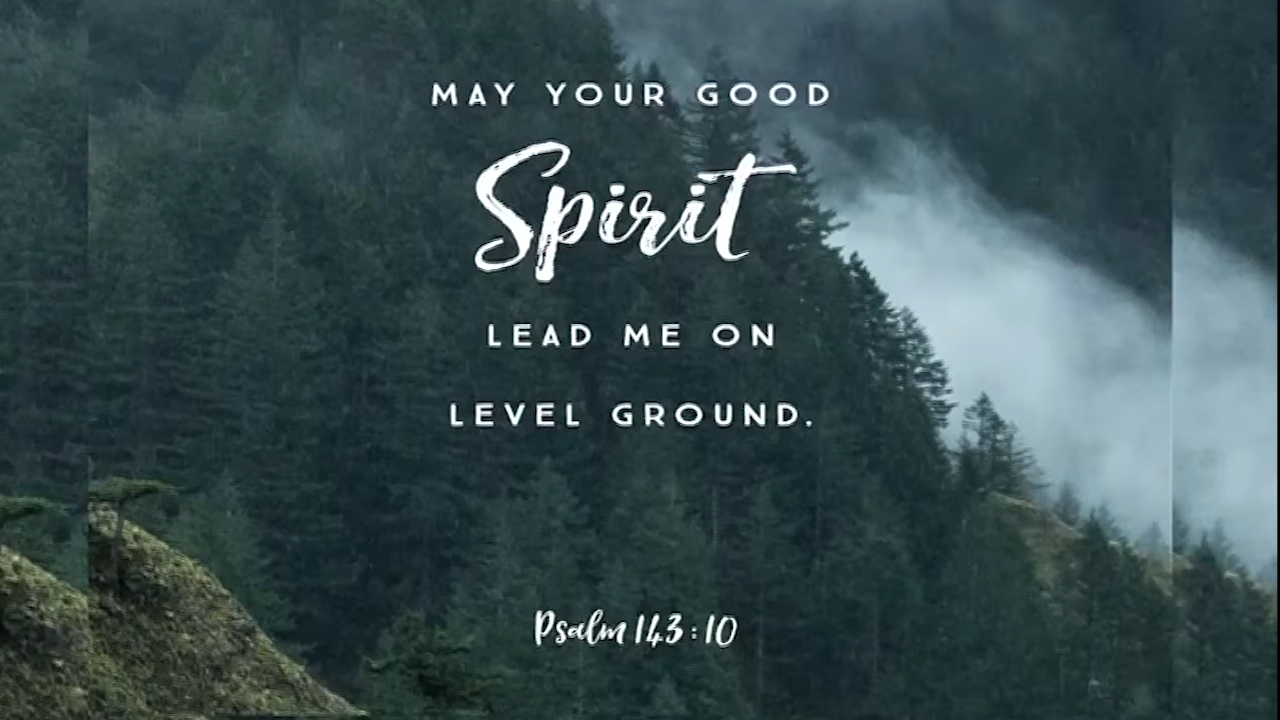 MAY YOUR GOOD
Spirit
LEAD ME ON
LEVEL GROUND.
Psalm 143:10